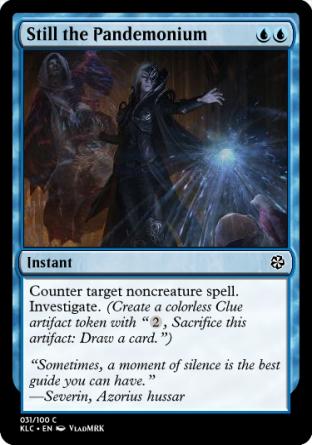 Still the Pandemonium
Instant
Counter target noncreature spell.
Investigate. (Create a colorless Clue
artifact token with “2, Sacrifice this
artifact: Draw a card.”)
“Sometimes, a moment of silence is the best
guide you can have.”
—Severin, Azorius hussar
031/100 C
KLC • EN VladMRK